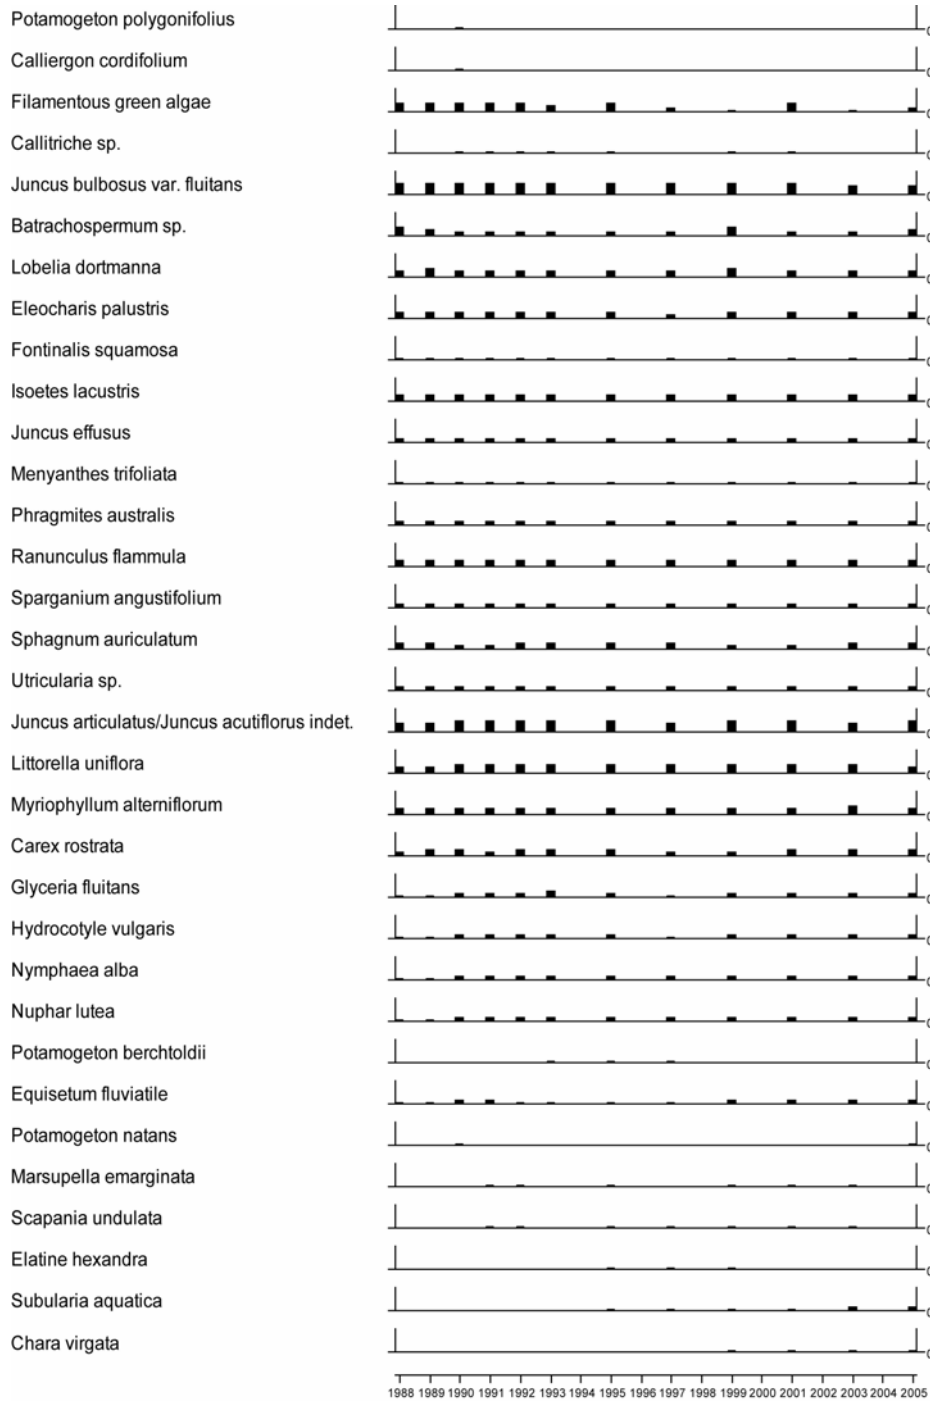 Potamogeton polygonifolius
Calliergon cordifolium
Filamentous green algae
Callitriche sp.
Juncus bulbosus var. fluitans
Batrachospermum sp.
Lobelia dortmanna
Eleocharis palustris
Fontinalis squamosa
Isoetes lacustris
Juncus effusus
Menyanthes trifoliata
Phragmites australis
Ranunculus flammula
Sparganium angustifolium
Sphagnum auriculatum
Utricularia sp.
Juncus articulatus/Juncus acutiflorus indet.
Littorella uniflora
Myriophyllum alterniflorum
Carex rostrata
Glyceria fluitans
Hydrocotyle vulgaris
Nymphaea alba
Nuphar lutea
Potamogeton berchtoldii
Equisetum fluviatile
Potamogeton natans
Marsupella emarginata
Scapania undulata
Elatine hexandra
Subularia aquatica
Chara virgata
1988 1989 1990 1991 1992 1993 1994 1995 1996 1997 1998 1999 2000 2001 2002 2003 2004 2005